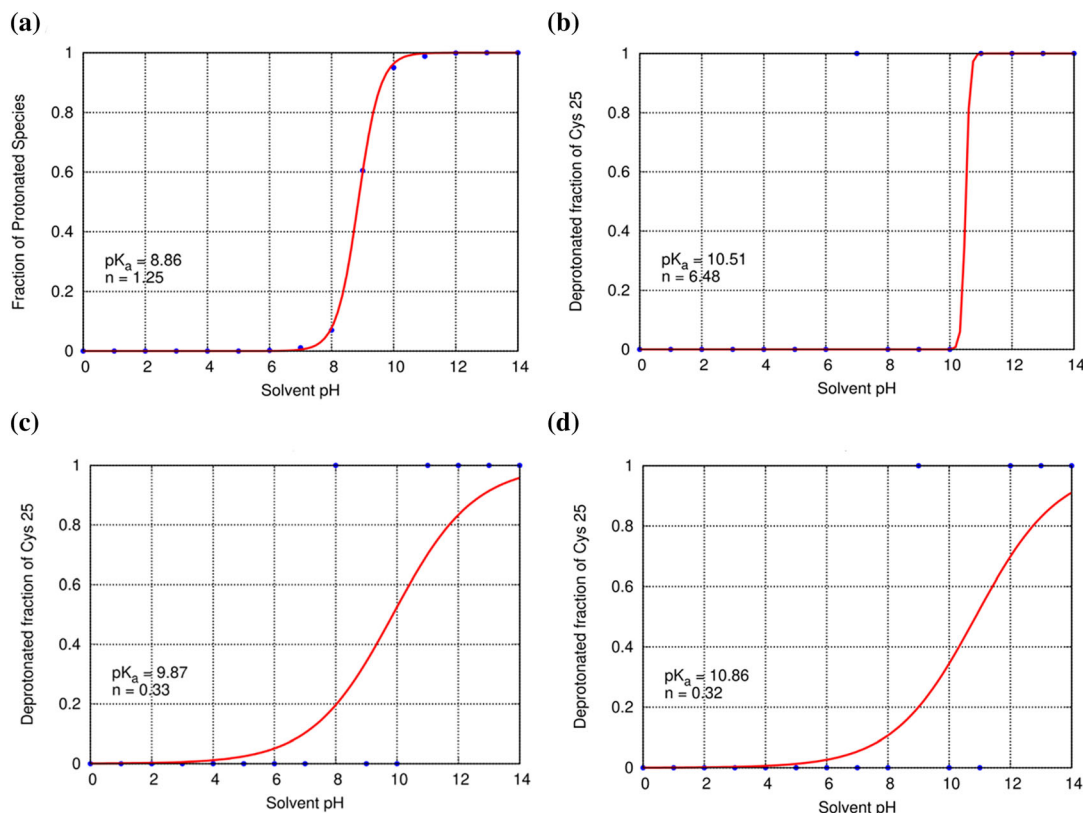 (a)
Fraction of Protonated Species
1
0.8
0.6
0.4
0.2
0
pKa = 8.86
n = 1.25
0 2 4 6 8 10 12 14
Solvent pH
(b)
Deprotonated fraction of Cys 25
1
0.8
0.6
0.4
0.2
0
pKa = 10.51
n = 6.48
0 2 4 6 8 10 12 14
Solvent pH
(c)
Deprotonated fraction of Cys 25
1
0.8
0.6
0.4
0.2
0
pKa = 9.87
n = 0.33
0 2 4 6 8 10 12 14
Solvent pH
(d)
Deprotonated fraction of Cys 25
1
0.8
0.6
0.4
0.2
0
pKa = 10.86
n = 0.32
0 2 4 6 8 10 12 14
Solvent pH